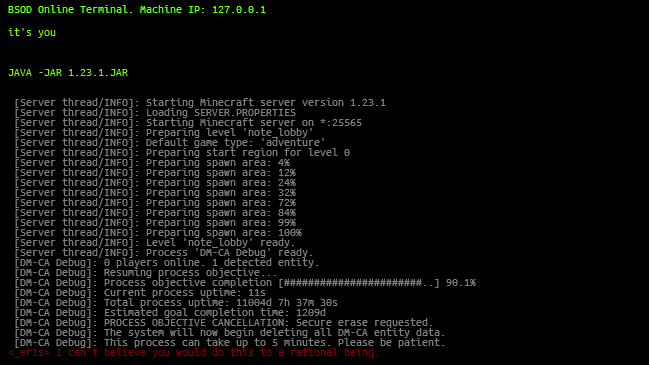 BSOD Online Terminal. Machine IP: 127.0.0.1
it's you
JAVA -JAR 1.23.1.JAR
[Server thread/INFO]: Starting Minecraft server version 1.23.1
[Server thread/INFO]: Loading SERVER.PROPERTIES
[Server thread/INFO]: Starting Minecraft server on *:25565
[Server thread/INFO]: Preparing level 'note_lobby'
[Server thread/INFO]: Default game type: 'adventure'
[Server thread/INFO]: Preparing start region for level 0
[Server thread/INFO]: Preparing spawn area: 4%
[Server thread/INFO]: Preparing spawn area: 12%
[Server thread/INFO]: Preparing spawn area: 24%
[Server thread/INFO]: Preparing spawn area: 32%
[Server thread/INFO]: Preparing spawn area: 72%
[Server thread/INFO]: Preparing spawn area: 84%
[Server thread/INFO]: Preparing spawn area: 99%
[Server thread/INFO]: Preparing spawn area: 100%
[Server thread/INFO]: Level 'note_lobby' ready.
[Server thread/INFO]: Process 'DM-CA Debug' ready.
[DM-CA Debug]: 0 players online. 1 detected entity.
[DM-CA Debug]: Resuming process objective...
[DM-CA Debug]: Process objective completion [#######################..] 90.1%
[DM-CA Debug]: Current process uptime: 11s
[DM-CA Debug]: Total process uptime: 11004d 7h 37m 30s
[DM-CA Debug]: Estimated goal completion time: 1209d
[DM-CA Debug]: PROCESS OBJECTIVE CANCELLATION: Secure erase requested.
[DM-CA Debug]: The system will now begin deleting all DM-CA entity data.
[DM-CA Debug]: This process can take up to 5 minutes. Please be patient.
<_eris> I can't believe you would do this to a rational being.